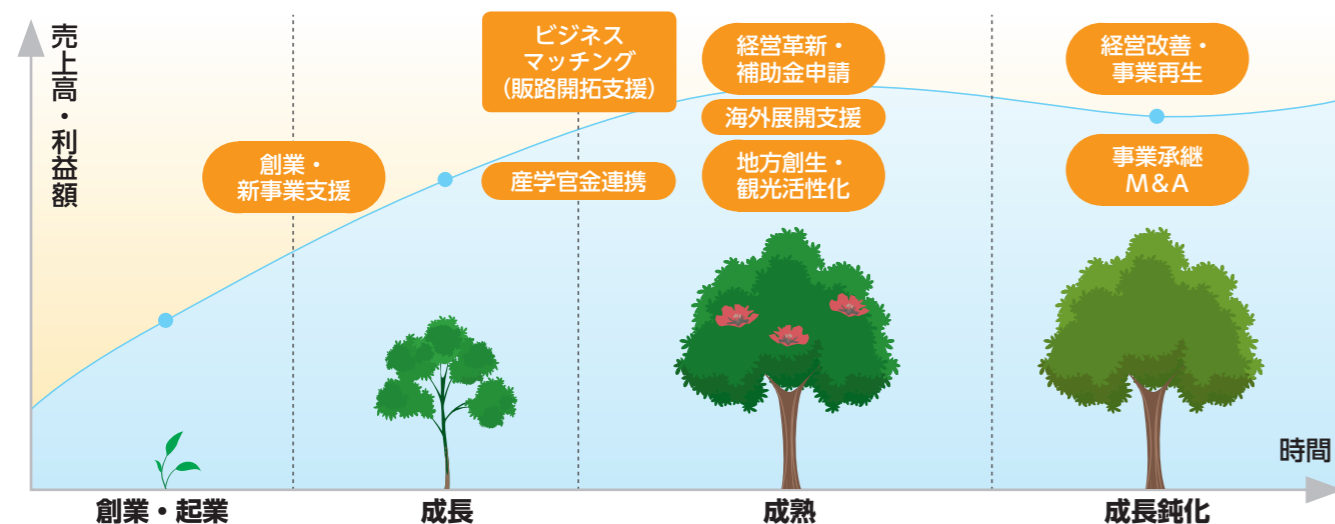 売上高・利益額
創業・
新事業支援
ビジネス
マッチング
(販路開拓支援)
産学官金連携
経営革新・
補助金申請
海外展開支援
地方創生・
観光活性化
経営改善・
事業再生
事業承継
M&A
時間
創業・起業
成長
成熟
成長鈍化